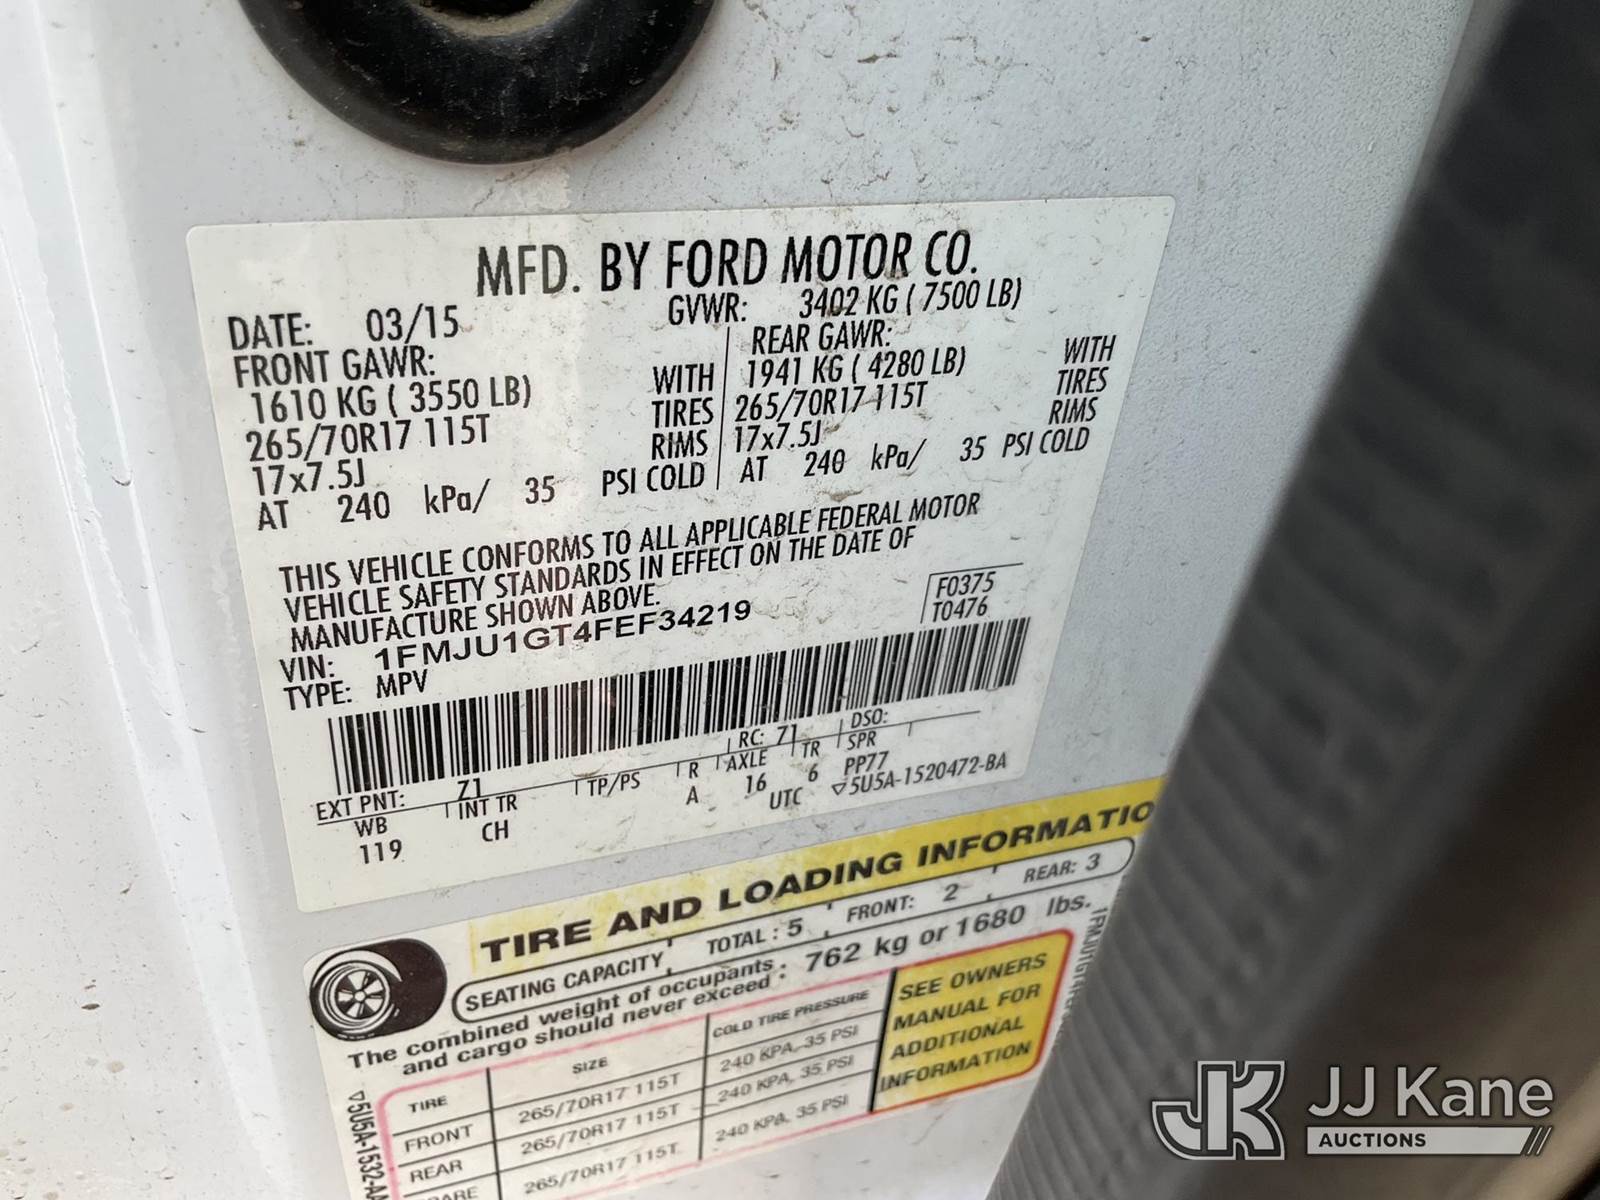 MFD. BY FORD MOTOR CO.
DATE: 03/15 GVWR: 3402 KG ( 7500 LB)
FRONT GAWR: REAR GAWR:
1610 KG ( 3550 LB) WITH 1941 KG ( 4280 LB) WITH
265/70R17 115T TIRES 265/70R17 115T TIRES
17x7.5J RIMS 17x7.5J RIMS
AT 240 kPa/ 35 PSI COLD AT 240 kPa/ 35 PSI COLD
THIS VEHICLE CONFORMS TO ALL APPLICABLE FEDERAL MOTOR
VEHICLE SAFETY STANDARDS IN EFFECT ON THE DATE OF
MANUFACTURE SHOWN ABOVE.
F0375
T0476
VIN: 1FMJU1GT4FEF34219
TYPE: MPV
EXT PNT: Z1 RC: 71 DSO:
WB INT TR TP/PS R AXLE TR SPR
119 CH A 16 6 PP77
UTC ▽5U5A-1520472-BA
TIRE AND LOADING INFORMATIO
SEATING CAPACITY TOTAL : 5 FRONT: 2 REAR: 3
The combined weight of occupants : 762 kg or 1680 lbs.
and cargo should never exceed
TIRE SIZE COLD TIRE PRESSURE
FRONT 265/70R17 115T 240 KPA, 35 PSI
REAR 265/70R17 115T 240 KPA, 35 PSI
265/70R17 115T 240 KPA, 35 PSI
SEE OWNERS
MANUAL FOR
ADDITIONAL
INFORMATION
▽5U5A-1532-AA
JK JJ Kane
AUCTIONS